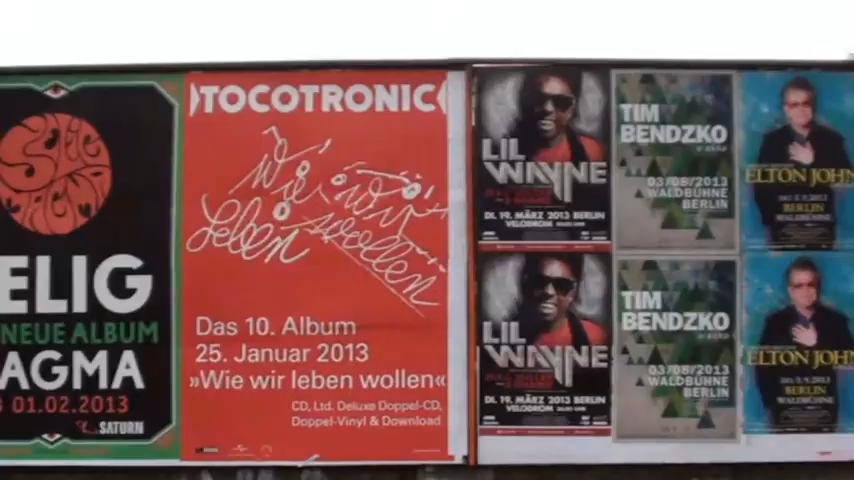 ELIG
NEUE ALBUM
AGMA
01.02.2013
SATURN
TOCOTRONIC
Wie wir
leben wollen
Das 10. Album
25. Januar 2013
»Wie wir leben wollen«
CD, Ltd. Deluxe Doppel-CD,
Doppel-Vinyl & Download
LIL
WAYNE
DI. 19. MÄRZ 2013 BERLIN
VELODROM
TIM
BENDZKO
03/08/2013
WALDBÜHNE
BERLIN
ELTON JOHN
BERLIN
WALDBÜHNE
LIL
WAYNE
DI. 19. MÄRZ 2013 BERLIN
VELODROM
TIM
BENDZKO
03/08/2013
WALDBÜHNE
BERLIN
ELTON JOHN
BERLIN
WALDBÜHNE